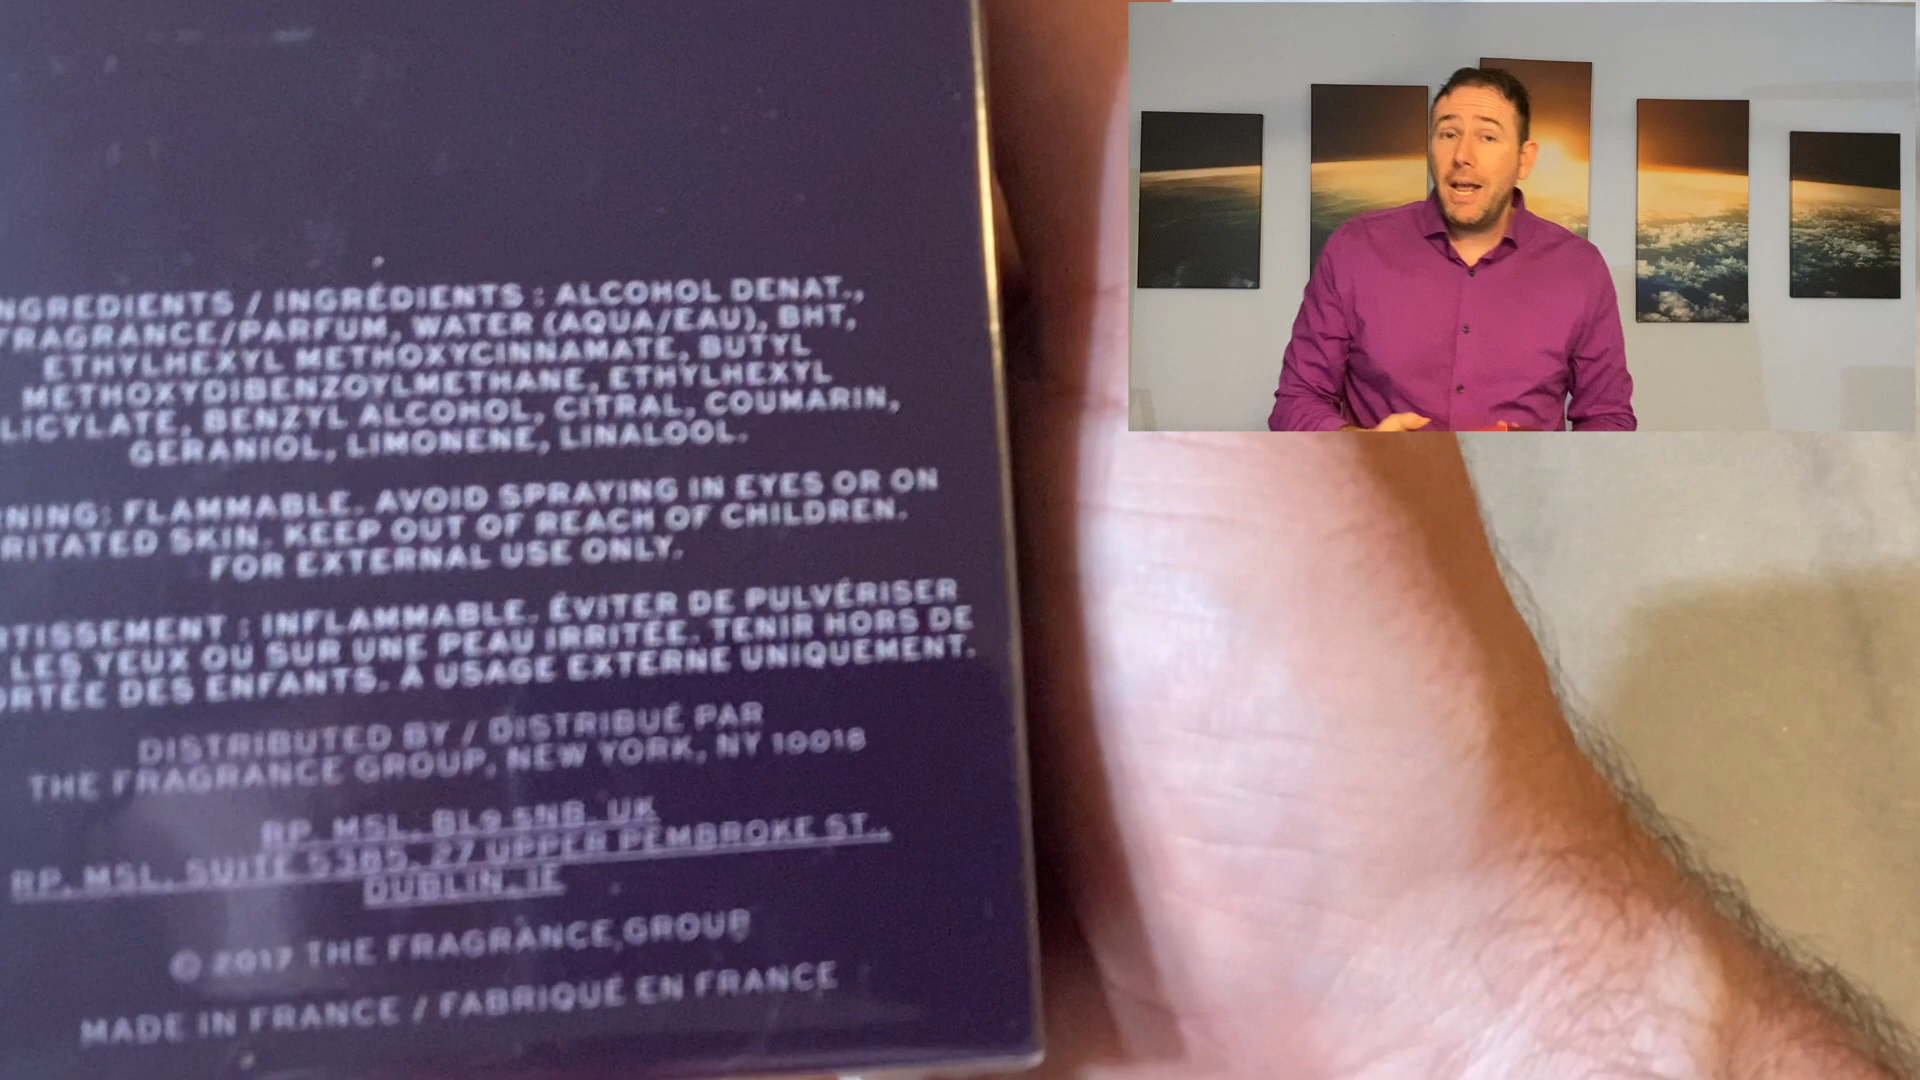 NGREDIENTS / INGRÉDIENTS : ALCOHOL DENAT.,
FRAGRANCE/PARFUM, WATER (AQUA/EAU), BHT,
ETHYLHEXYL METHOXYCINNAMATE, BUTYL
METHOXYDIBENZOYLMETHANE, ETHYLHEXYL
LICYLATE, BENZYL ALCOHOL, CITRAL, COUMARIN,
GERANIOL, LIMONENE, LINALOOL.
NING: FLAMMABLE. AVOID SPRAYING IN EYES OR ON
RITATED SKIN. KEEP OUT OF REACH OF CHILDREN.
FOR EXTERNAL USE ONLY.
TISSEMENT : INFLAMMABLE. ÉVITER DE PULVÉRISER
LES YEUX OU SUR UNE PEAU IRRITÉE. TENIR HORS DE
ORTÉE DES ENFANTS. À USAGE EXTERNE UNIQUEMENT.
DISTRIBUTED BY / DISTRIBUÉ PAR
THE FRAGRANCE GROUP, NEW YORK, NY 10018
RP. MSL. BL9 5NB. UK
RP. MSL. SUITE 5385, 27 UPPER PEMBROKE ST.,
DUBLIN. IE
© 2017 THE FRAGRANCE GROUP
MADE IN FRANCE / FABRIQUÉ EN FRANCE